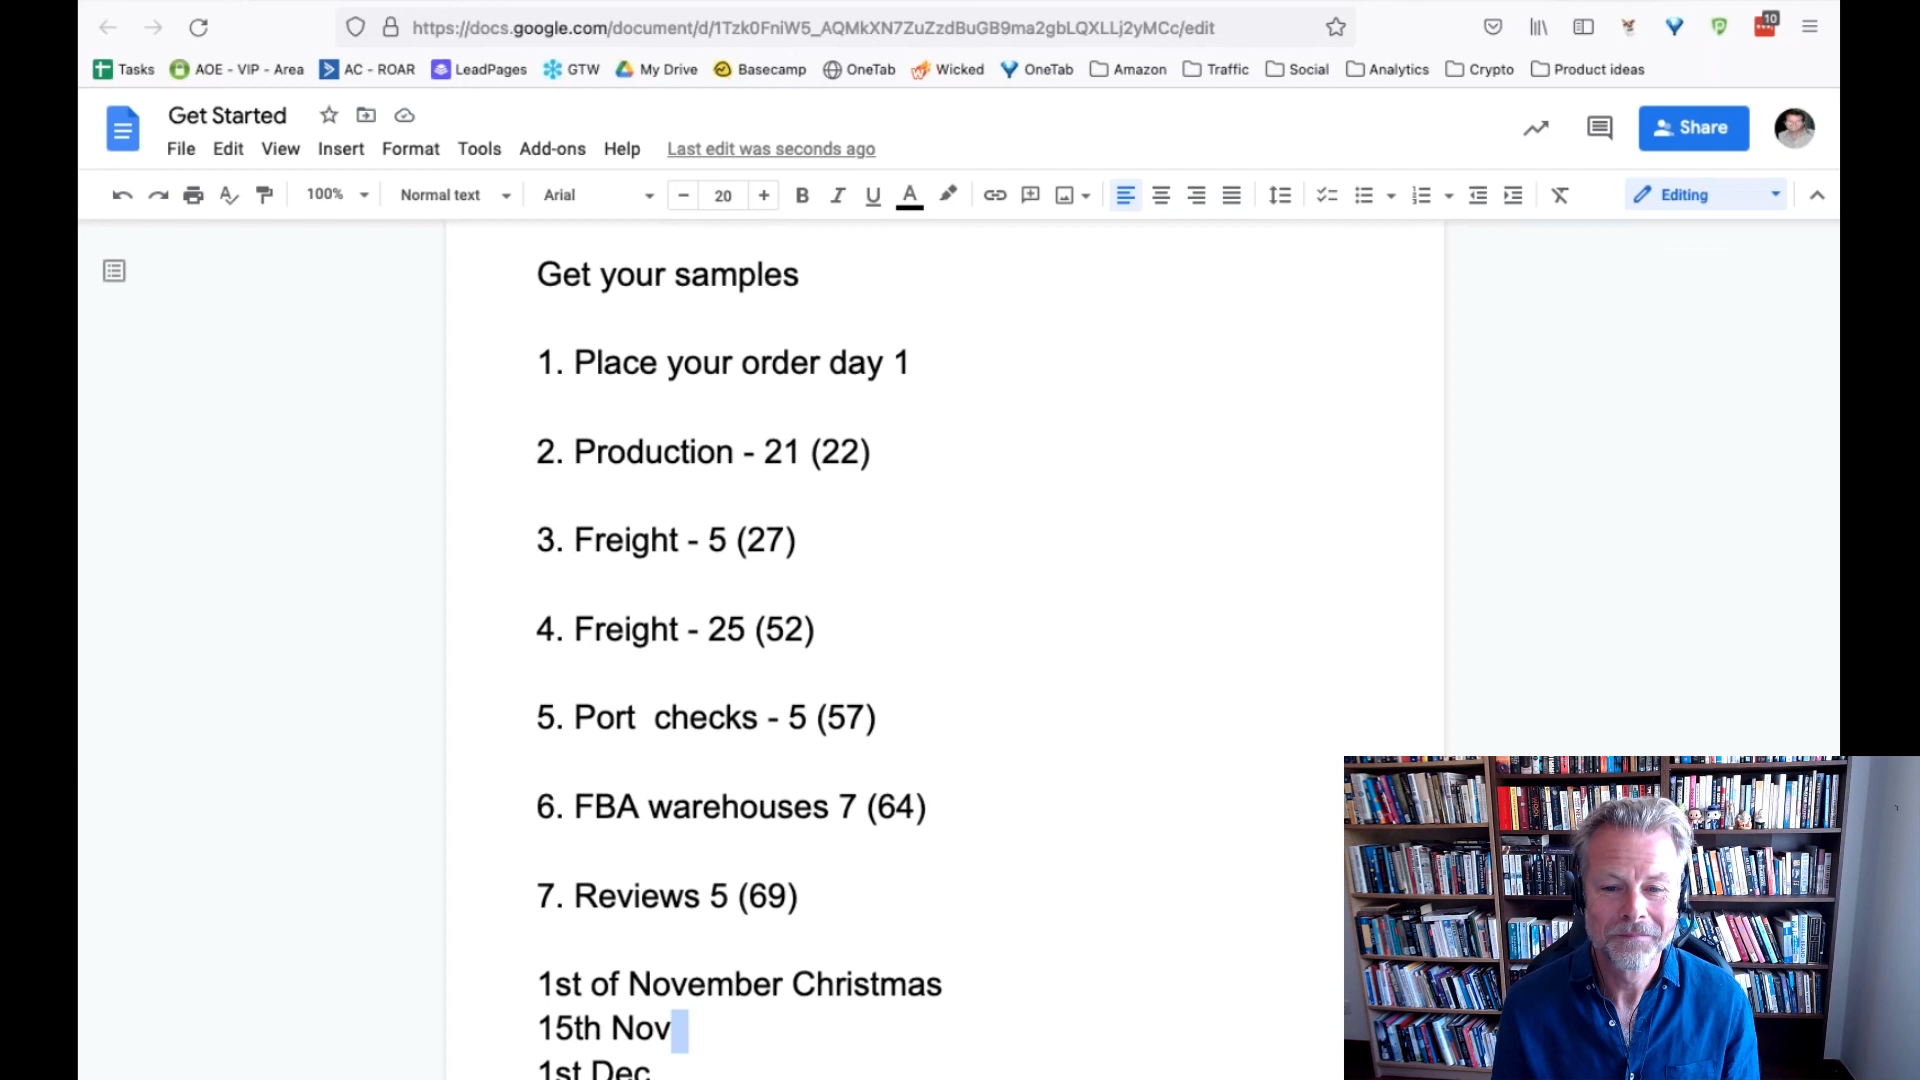 https://docs.google.com/document/d/1Tzk0FniW5_AQMkXN7ZuZzdBuGB9ma2gbLQXLLj2yMCc/edit
10
Tasks AOE - VIP - Area AC - ROAR LeadPages GTW My Drive Basecamp OneTab Wicked OneTab Amazon Traffic Social Analytics Crypto Product ideas
Get Started
File Edit View Insert Format Tools Add-ons Help Last edit was seconds ago
Share
100% Normal text Arial 20 Editing
Get your samples
1. Place your order day 1
2. Production - 21 (22)
3. Freight - 5 (27)
4. Freight - 25 (52)
5. Port  checks - 5 (57)
6. FBA warehouses 7 (64)
7. Reviews 5 (69)
1st of November Christmas
15th Nov
1st Dec